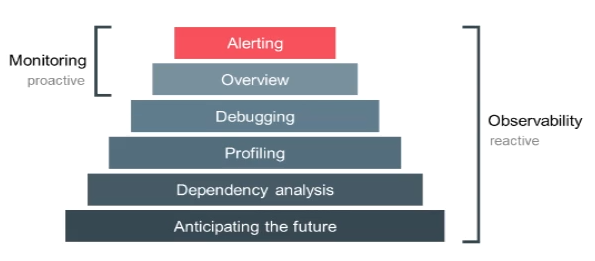 Alerting
Monitoring
proactive
Overview
Debugging
Observability
reactive
Profiling
Dependency analysis
Anticipating the future